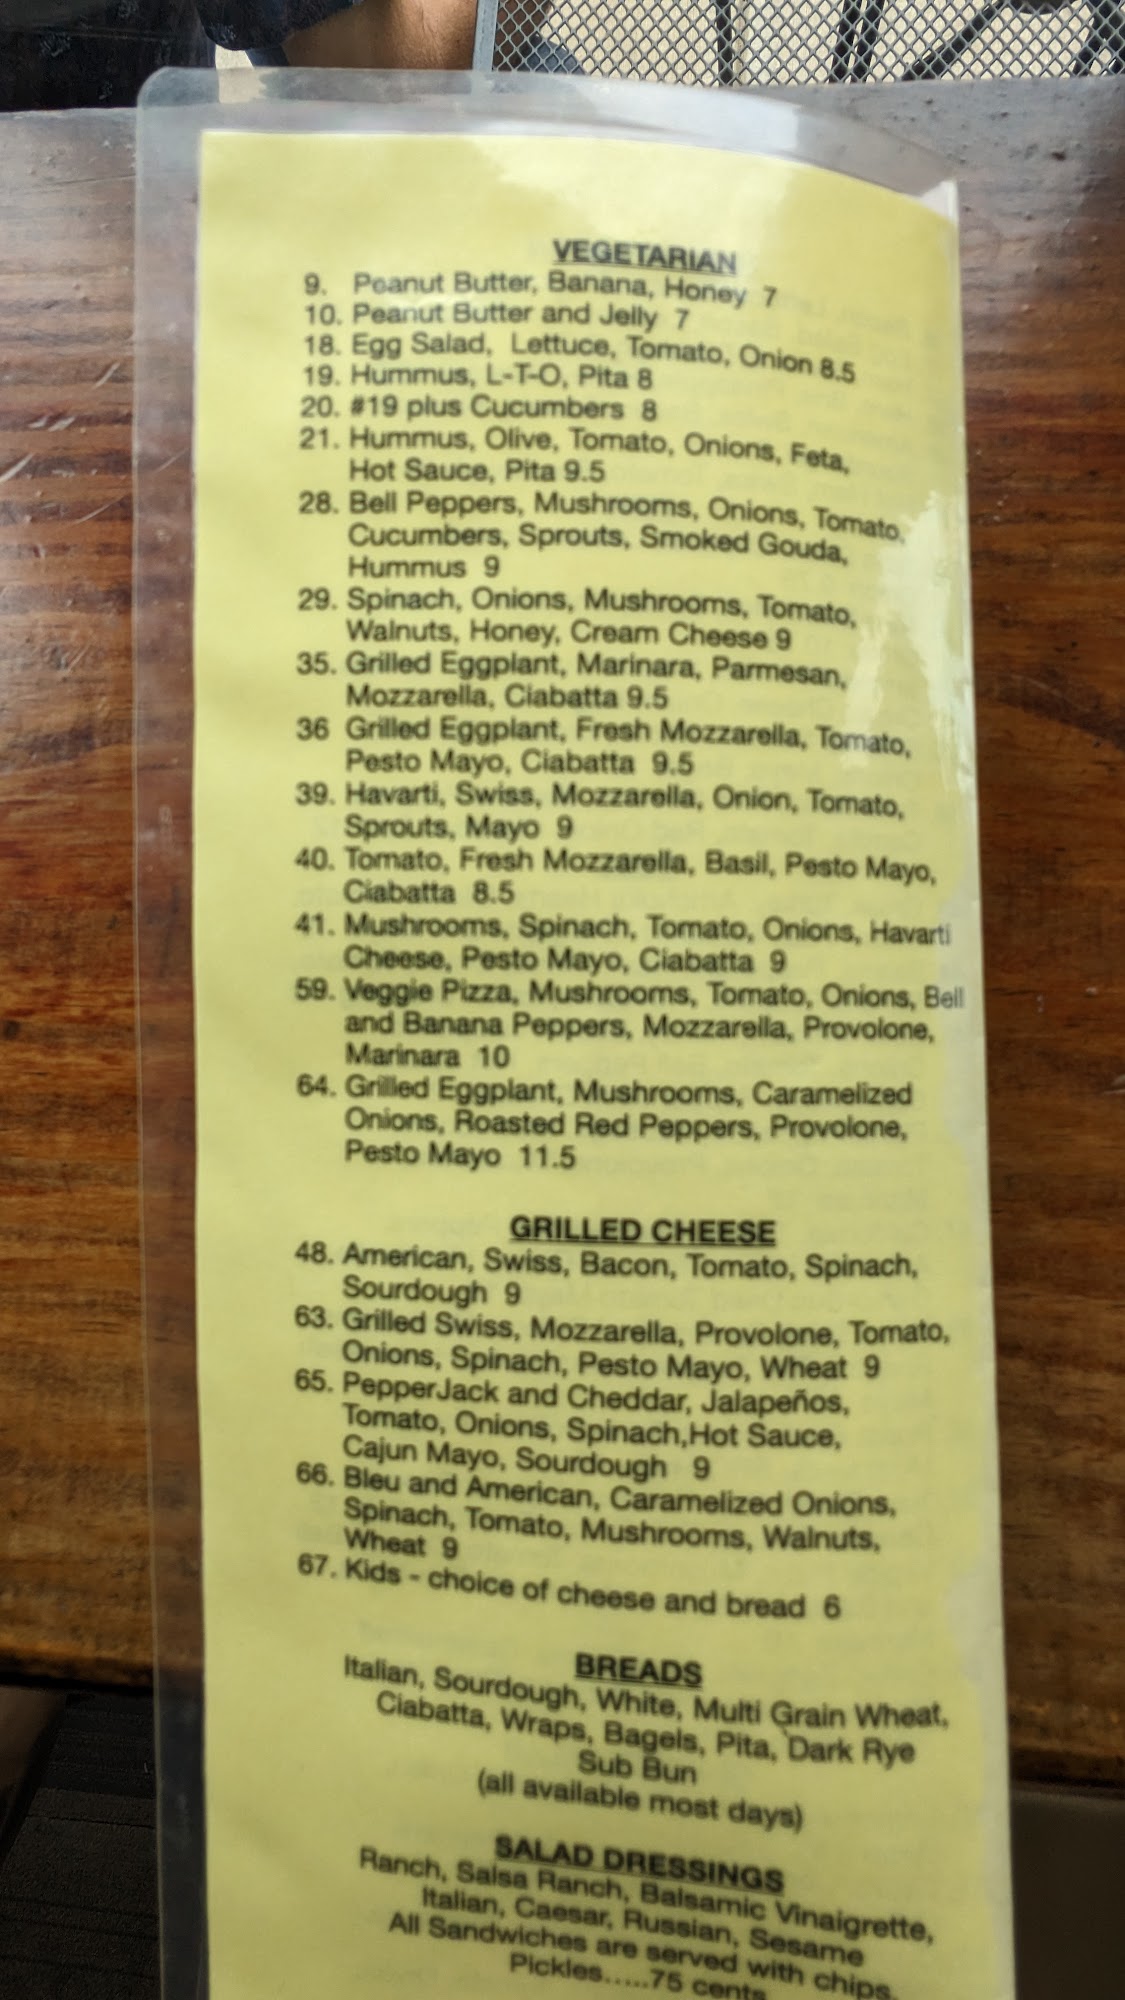 VEGETARIAN
9. Peanut Butter, Banana, Honey 7
10. Peanut Butter and Jelly 7
18. Egg Salad, Lettuce, Tomato, Onion 8.5
19. Hummus, L-T-O, Pita 8
20. #19 plus Cucumbers 8
21. Hummus, Olive, Tomato, Onions, Feta,
Hot Sauce, Pita 9.5
28. Bell Peppers, Mushrooms, Onions, Tomato,
Cucumbers, Sprouts, Smoked Gouda,
Hummus 9
29. Spinach, Onions, Mushrooms, Tomato,
Walnuts, Honey, Cream Cheese 9
35. Grilled Eggplant, Marinara, Parmesan,
Mozzarella, Ciabatta 9.5
36 Grilled Eggplant, Fresh Mozzarella, Tomato,
Pesto Mayo, Ciabatta 9.5
39. Havarti, Swiss, Mozzarella, Onion, Tomato,
Sprouts, Mayo 9
40. Tomato, Fresh Mozzarella, Basil, Pesto Mayo,
Ciabatta 8.5
41. Mushrooms, Spinach, Tomato, Onions, Havarti
Cheese, Pesto Mayo, Ciabatta 9
59. Veggie Pizza, Mushrooms, Tomato, Onions, Bell
and Banana Peppers, Mozzarella, Provolone,
Marinara 10
64. Grilled Eggplant, Mushrooms, Caramelized
Onions, Roasted Red Peppers, Provolone,
Pesto Mayo 11.5
GRILLED CHEESE
48. American, Swiss, Bacon, Tomato, Spinach,
Sourdough 9
63. Grilled Swiss, Mozzarella, Provolone, Tomato,
Onions, Spinach, Pesto Mayo, Wheat 9
65. PepperJack and Cheddar, Jalapeños,
Tomato, Onions, Spinach,Hot Sauce,
Cajun Mayo, Sourdough 9
66. Bleu and American, Caramelized Onions,
Spinach, Tomato, Mushrooms, Walnuts,
Wheat 9
67. Kids - choice of cheese and bread 6
BREADS
Italian, Sourdough, White, Multi Grain Wheat,
Ciabatta, Wraps, Bagels, Pita, Dark Rye
Sub Bun
(all available most days)
SALAD DRESSINGS
Ranch, Salsa Ranch, Balsamic Vinaigrette,
Italian, Caesar, Russian, Sesame
All Sandwiches are served with chips.
Pickles.....75 cents